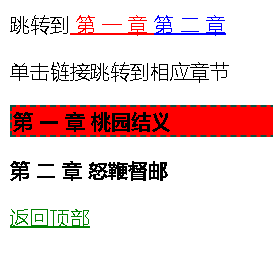 跳转到 第 一 章 第 二 章
单击链接跳转到相应章节
第 一 章 桃园结义
第 二 章 怒鞭督邮
返回顶部